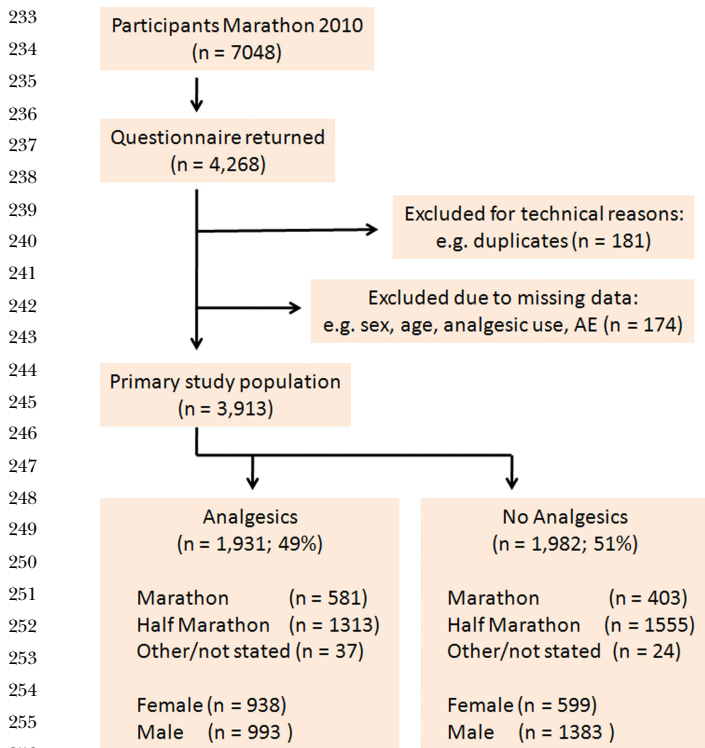 233
Participants Marathon 2010
234
(n = 7048)
235
236
Questionnaire returned
237
(n = 4,268)
238
239
Excluded for technical reasons:
240
e.g. duplicates (n = 181)
241
242
Excluded due to missing data:
e.g. sex, age, analgesic use, AE (n = 174)
243
244
Primary study population
245
(n = 3,913)
246
247
248
Analgesics
(n = 1,931; 49%)
No Analgesics
(n = 1,982; 51%)
249
250
251
Marathon (n = 581)
Marathon (n = 403)
252
Half Marathon (n = 1313)
Half Marathon (n = 1555)
253
Other/not stated (n = 37)
Other/not stated (n = 24)
254
Female (n = 938)
Female (n = 599)
255
Male (n = 993 )
Male (n = 1383 )